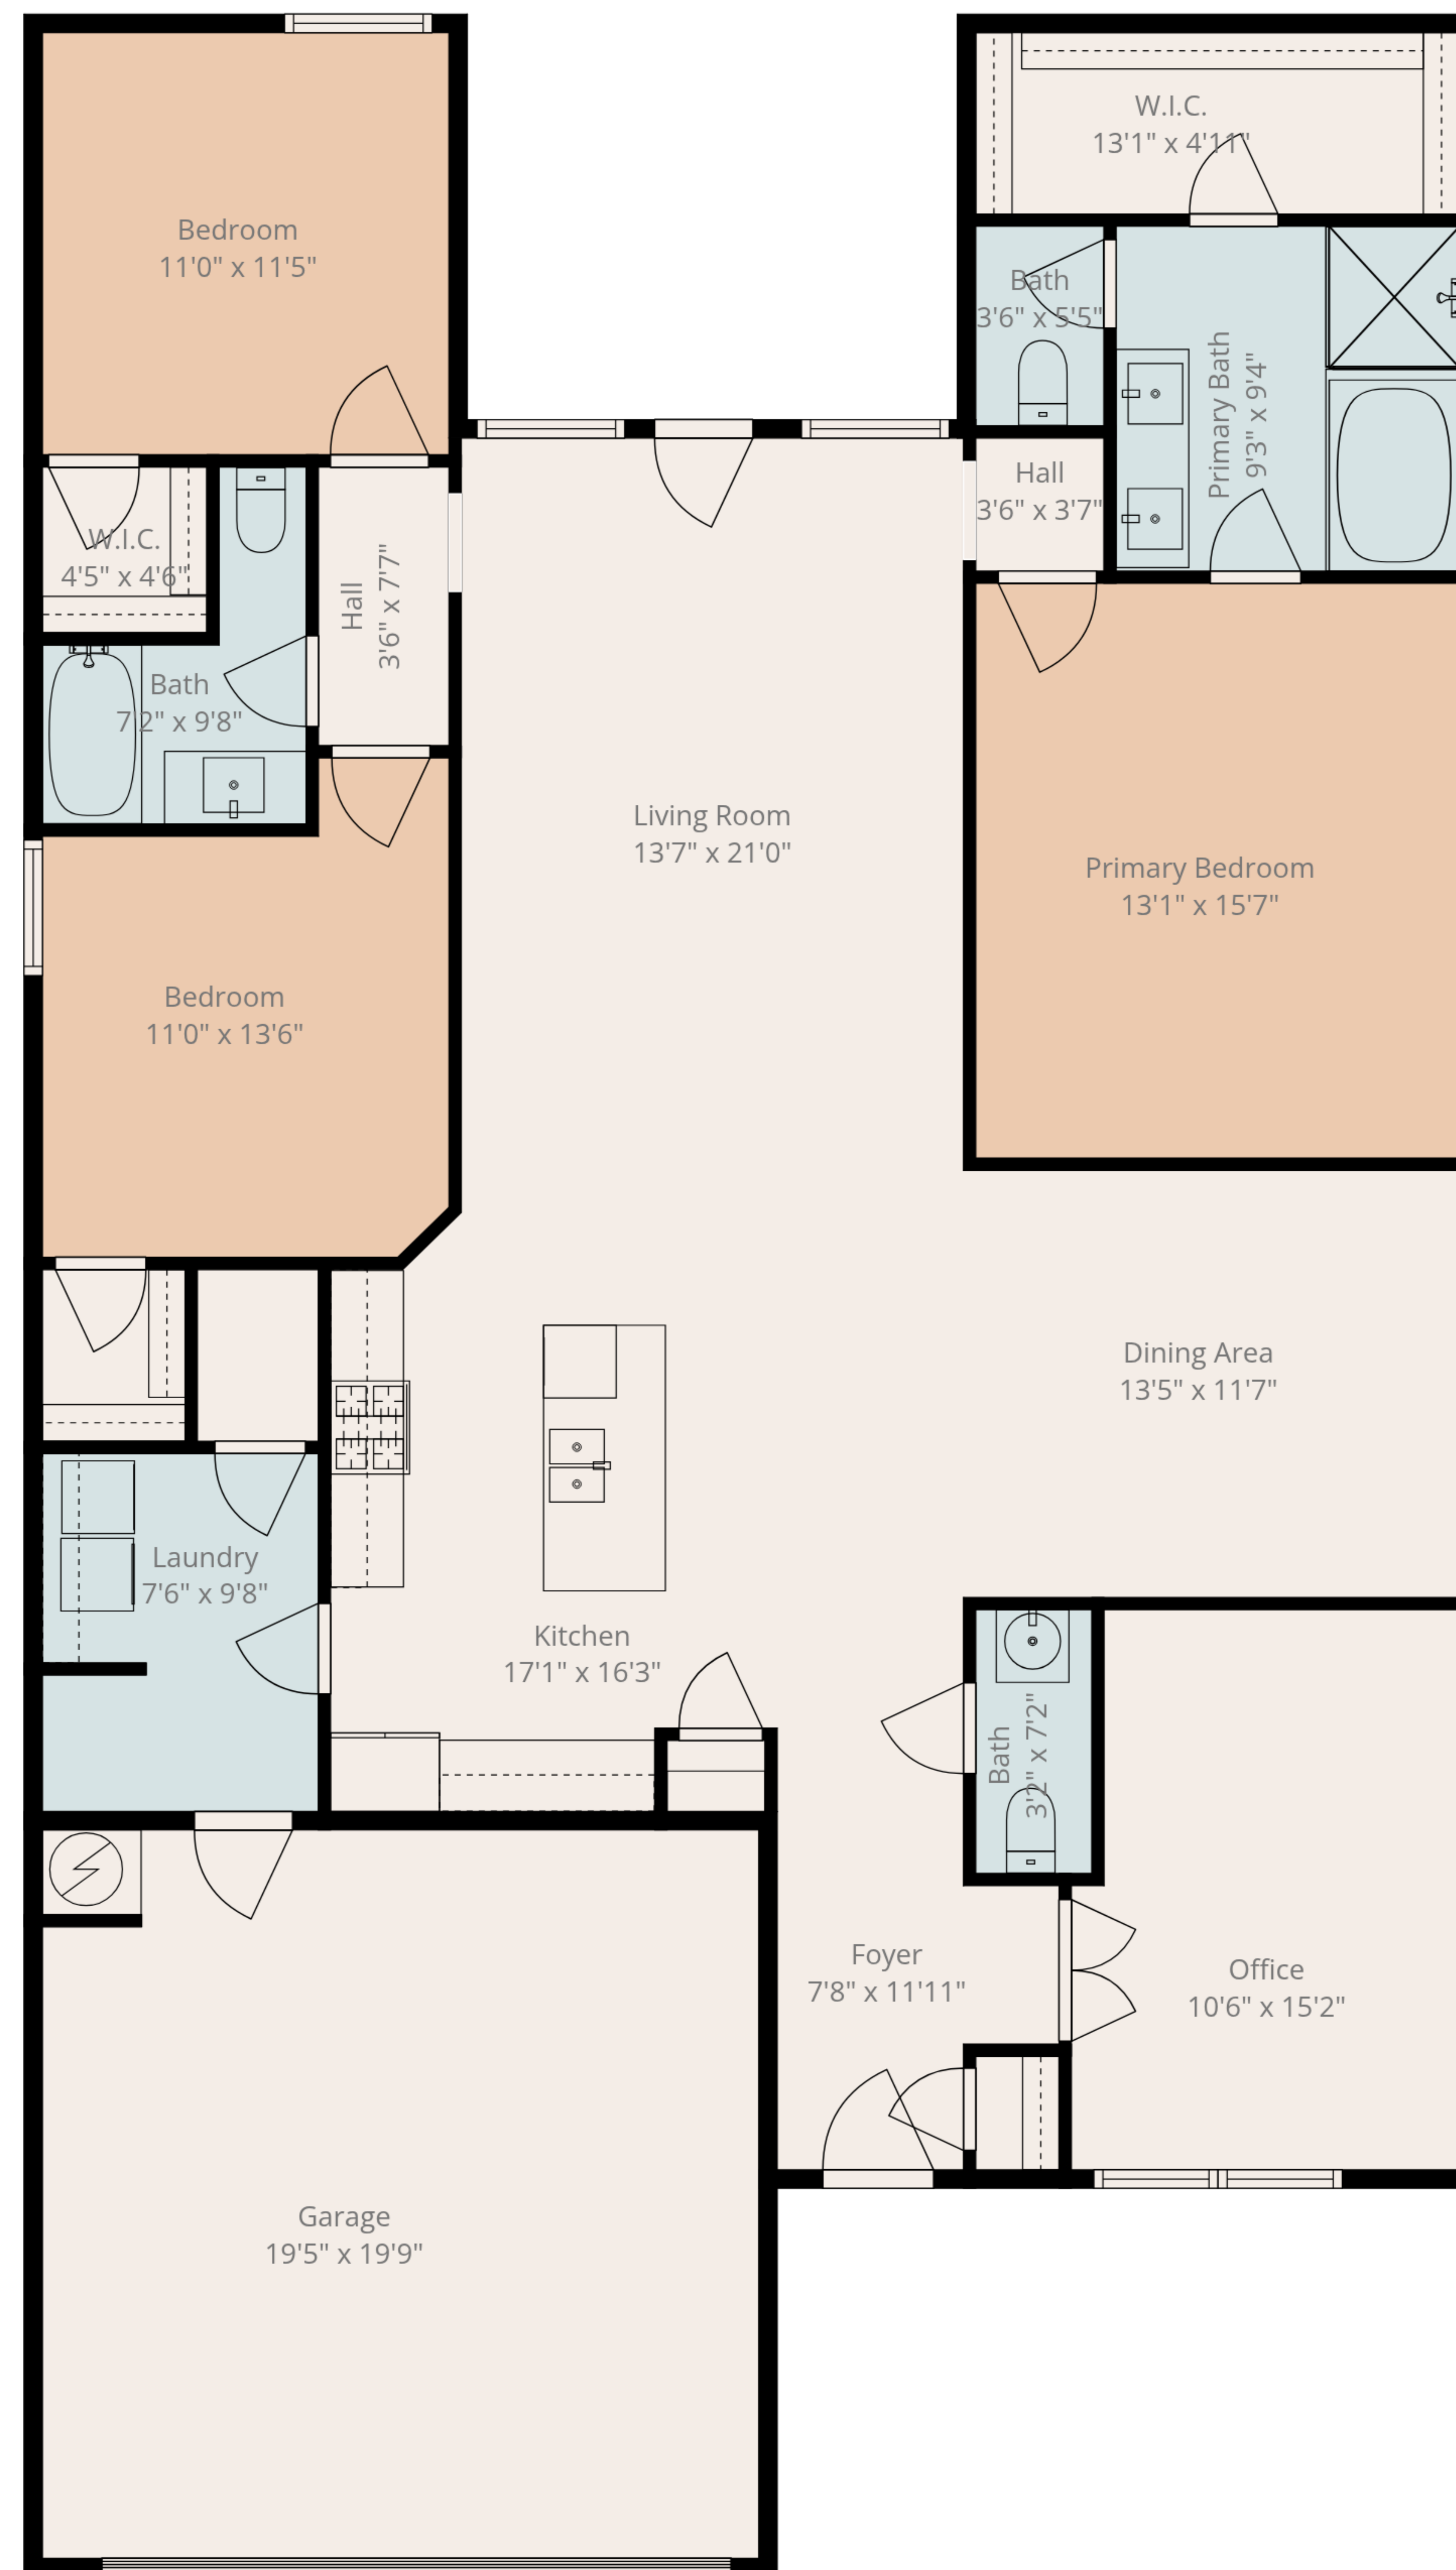 W.I.C.
13'1" x 4'11"
Bedroom
11'0" x 11'5"
Bath
3'6" x 5'5"
Primary Bath
9'3" x 9'4"
Hall
3'6" x 3'7"
W.I.C.
4'5" x 4'6"
Hall
3'6" x 7'7"
Bath
7'2" x 9'8"
Living Room
13'7" x 21'0"
Primary Bedroom
13'1" x 15'7"
Bedroom
11'0" x 13'6"
Dining Area
13'5" x 11'7"
Laundry
7'6" x 9'8"
Kitchen
17'1" x 16'3"
Bath
3'2" x 7'2"
Foyer
7'8" x 11'11"
Office
10'6" x 15'2"
Garage
19'5" x 19'9"